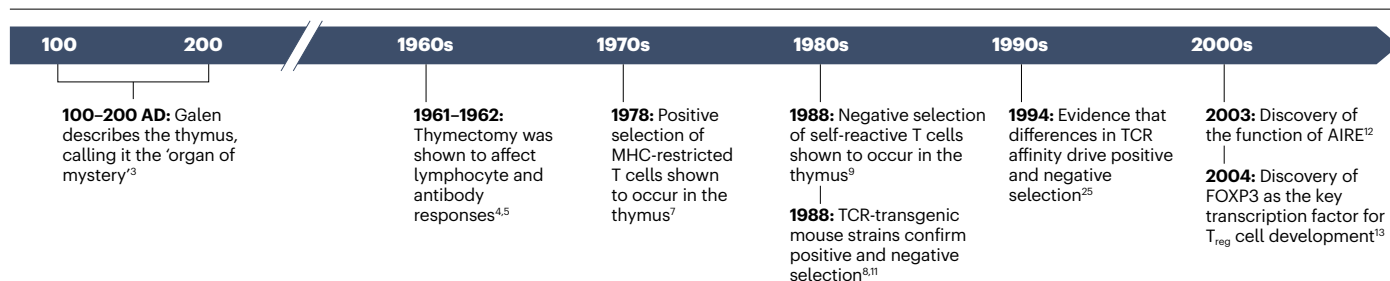 100 200 1960s 1970s 1980s 1990s 2000s
100–200 AD: Galen
describes the thymus,
calling it the ‘organ of
mystery’³
1961–1962:
Thymectomy was
shown to affect
lymphocyte and
antibody
responses⁴,⁵
1978: Positive
selection of
MHC-restricted
T cells shown
to occur in the
thymus⁷
1988: Negative selection
of self-reactive T cells
shown to occur in the
thymus⁹
1988: TCR-transgenic
mouse strains confirm
positive and negative
selection⁸,¹¹
1994: Evidence that
differences in TCR
affinity drive positive
and negative
selection²⁵
2003: Discovery of
the function of AIRE¹²
2004: Discovery of
FOXP3 as the key
transcription factor for
Treg cell development¹³